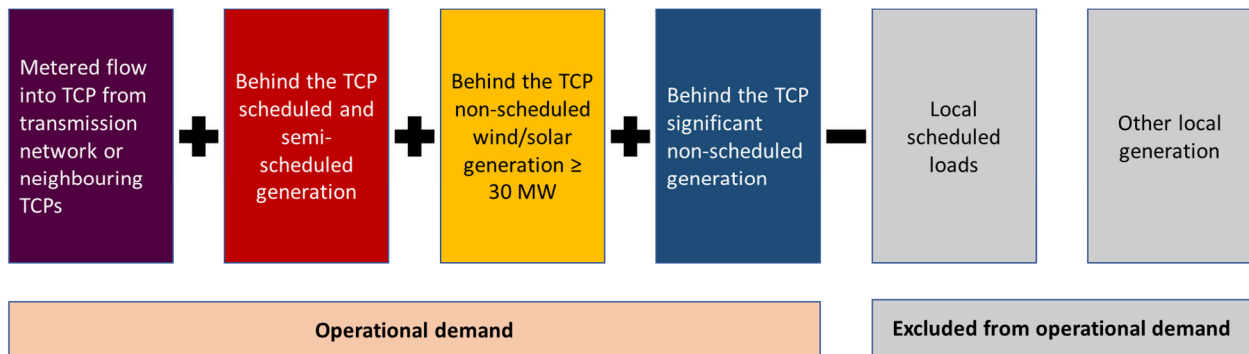 Metered flow
into TCP from
transmission
network or
neighbouring
TCPs
Behind the TCP
scheduled and
semi-
scheduled
generation
Behind the TCP
non-scheduled
wind/solar
generation ≥
30 MW
Behind the TCP
significant
non-scheduled
generation
Local
scheduled
loads
Other local
generation
Operational demand
Excluded from operational demand